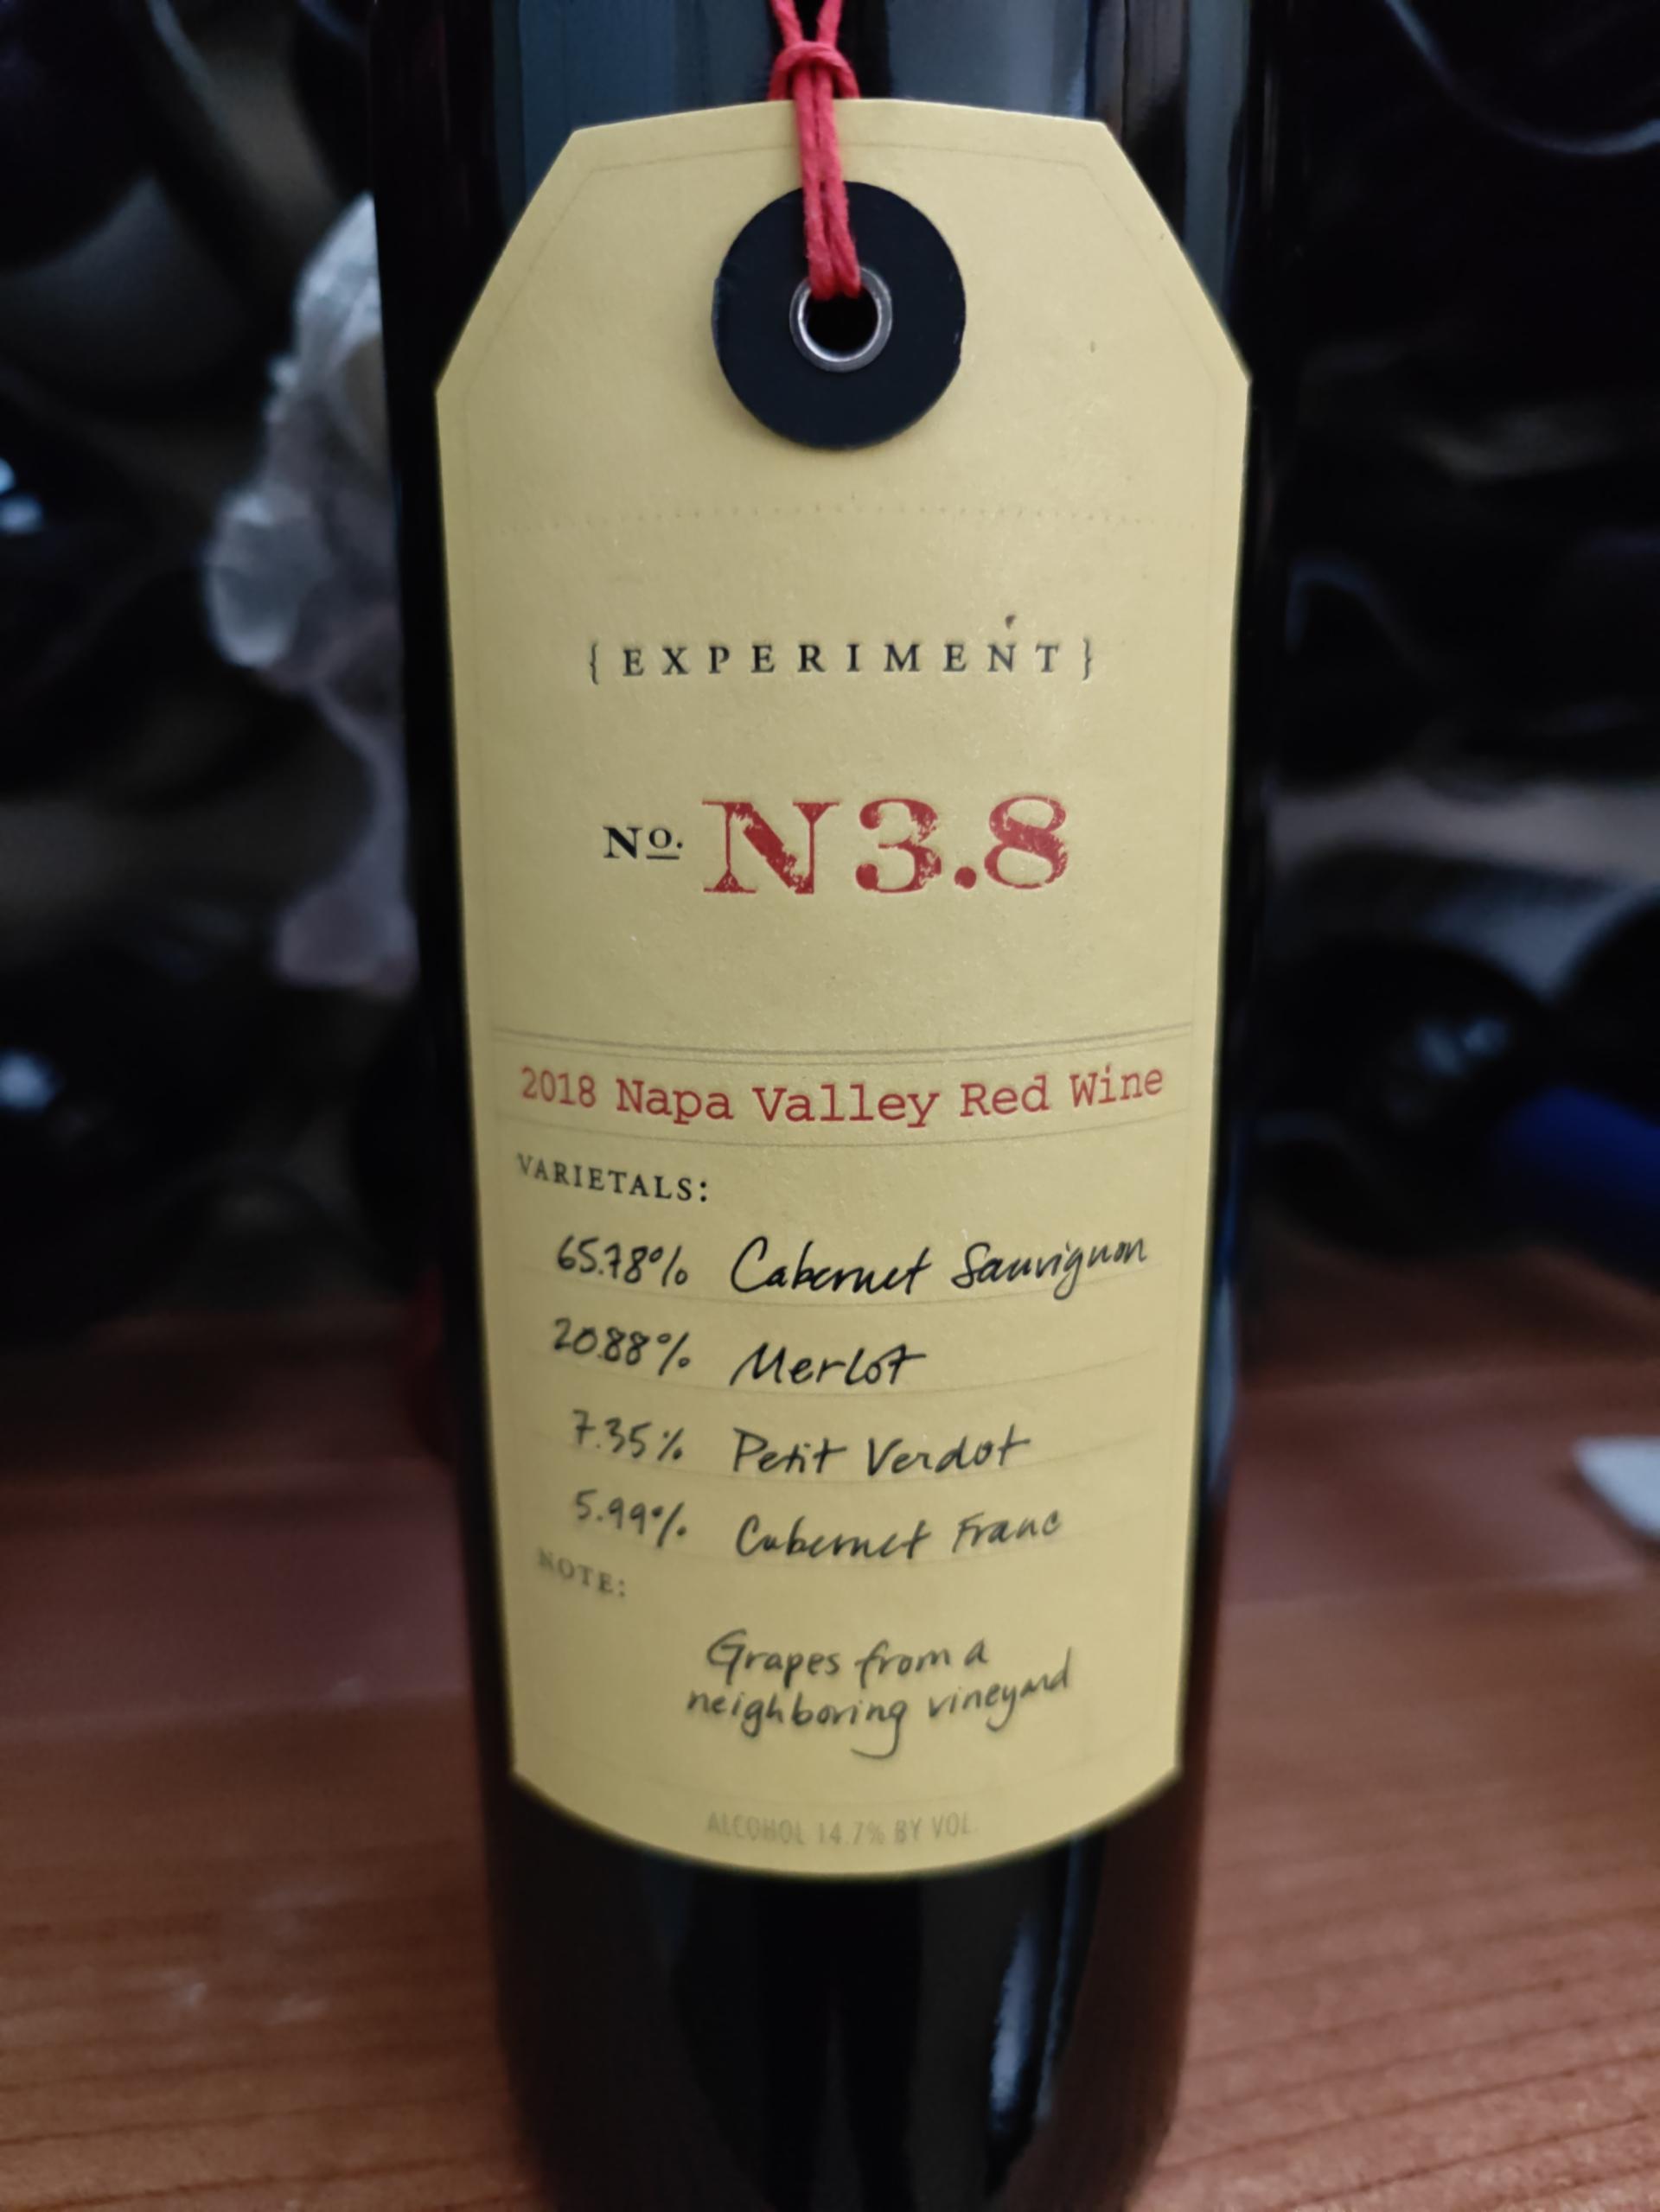 {EXPERIMENT}
No. N3.8
2018 Napa Valley Red Wine
VARIETALS:
65.78% Cabernet Sauvignon
20.88% Merlot
7.35% Petit Verdot
5.99% Cabernet Franc
NOTE:
Grapes from a
neighboring vineyard
ALCOHOL 14.7% BY VOL.